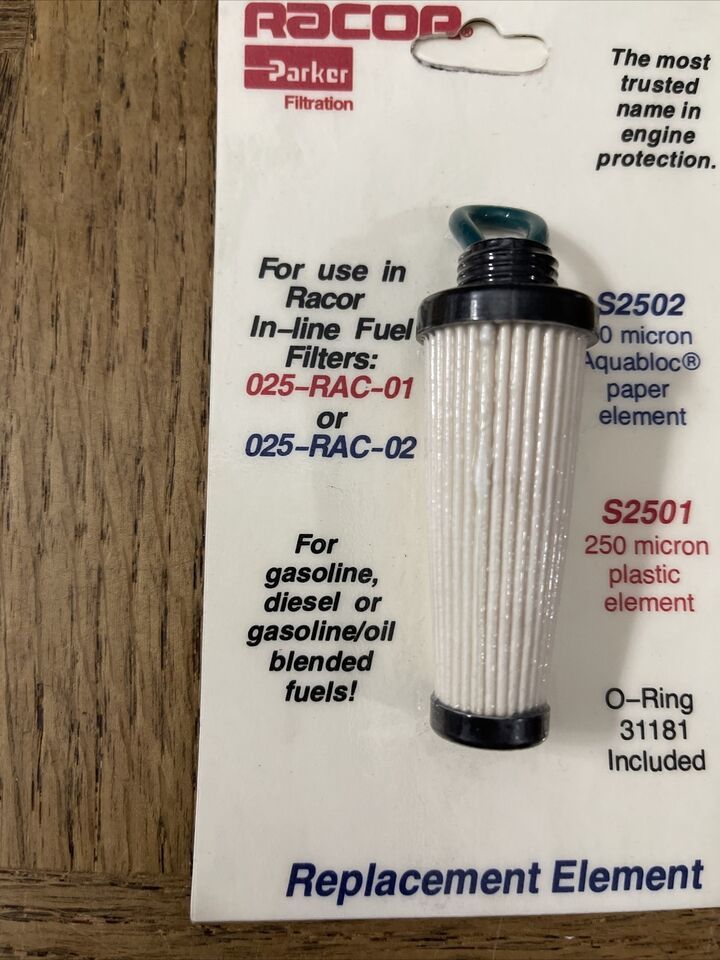 RACOR®
Parker
Filtration
The most
trusted
name in
engine
protection.
For use in
Racor
In-line Fuel
Filters:
025-RAC-01
or
025-RAC-02
S2502
0 micron
Aquabloc®
paper
element
For
gasoline,
diesel or
gasoline/oil
blended
fuels!
S2501
250 micron
plastic
element
O-Ring
31181
Included
Replacement Element